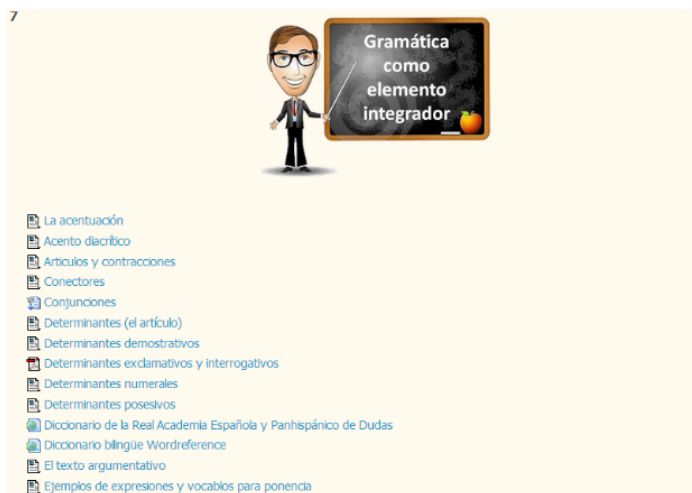 7
Gramática
como
elemento
integrador
La acentuación
Acento diacrítico
Artículos y contracciones
Conectores
Conjunciones
Determinantes (el artículo)
Determinantes demostrativos
Determinantes exclamativos y interrogativos
Determinantes numerales
Determinantes posesivos
Diccionario de la Real Academia Española y Panhispánico de Dudas
Diccionario bilingüe Wordreference
El texto argumentativo
Ejemplos de expresiones y vocablos para ponencia